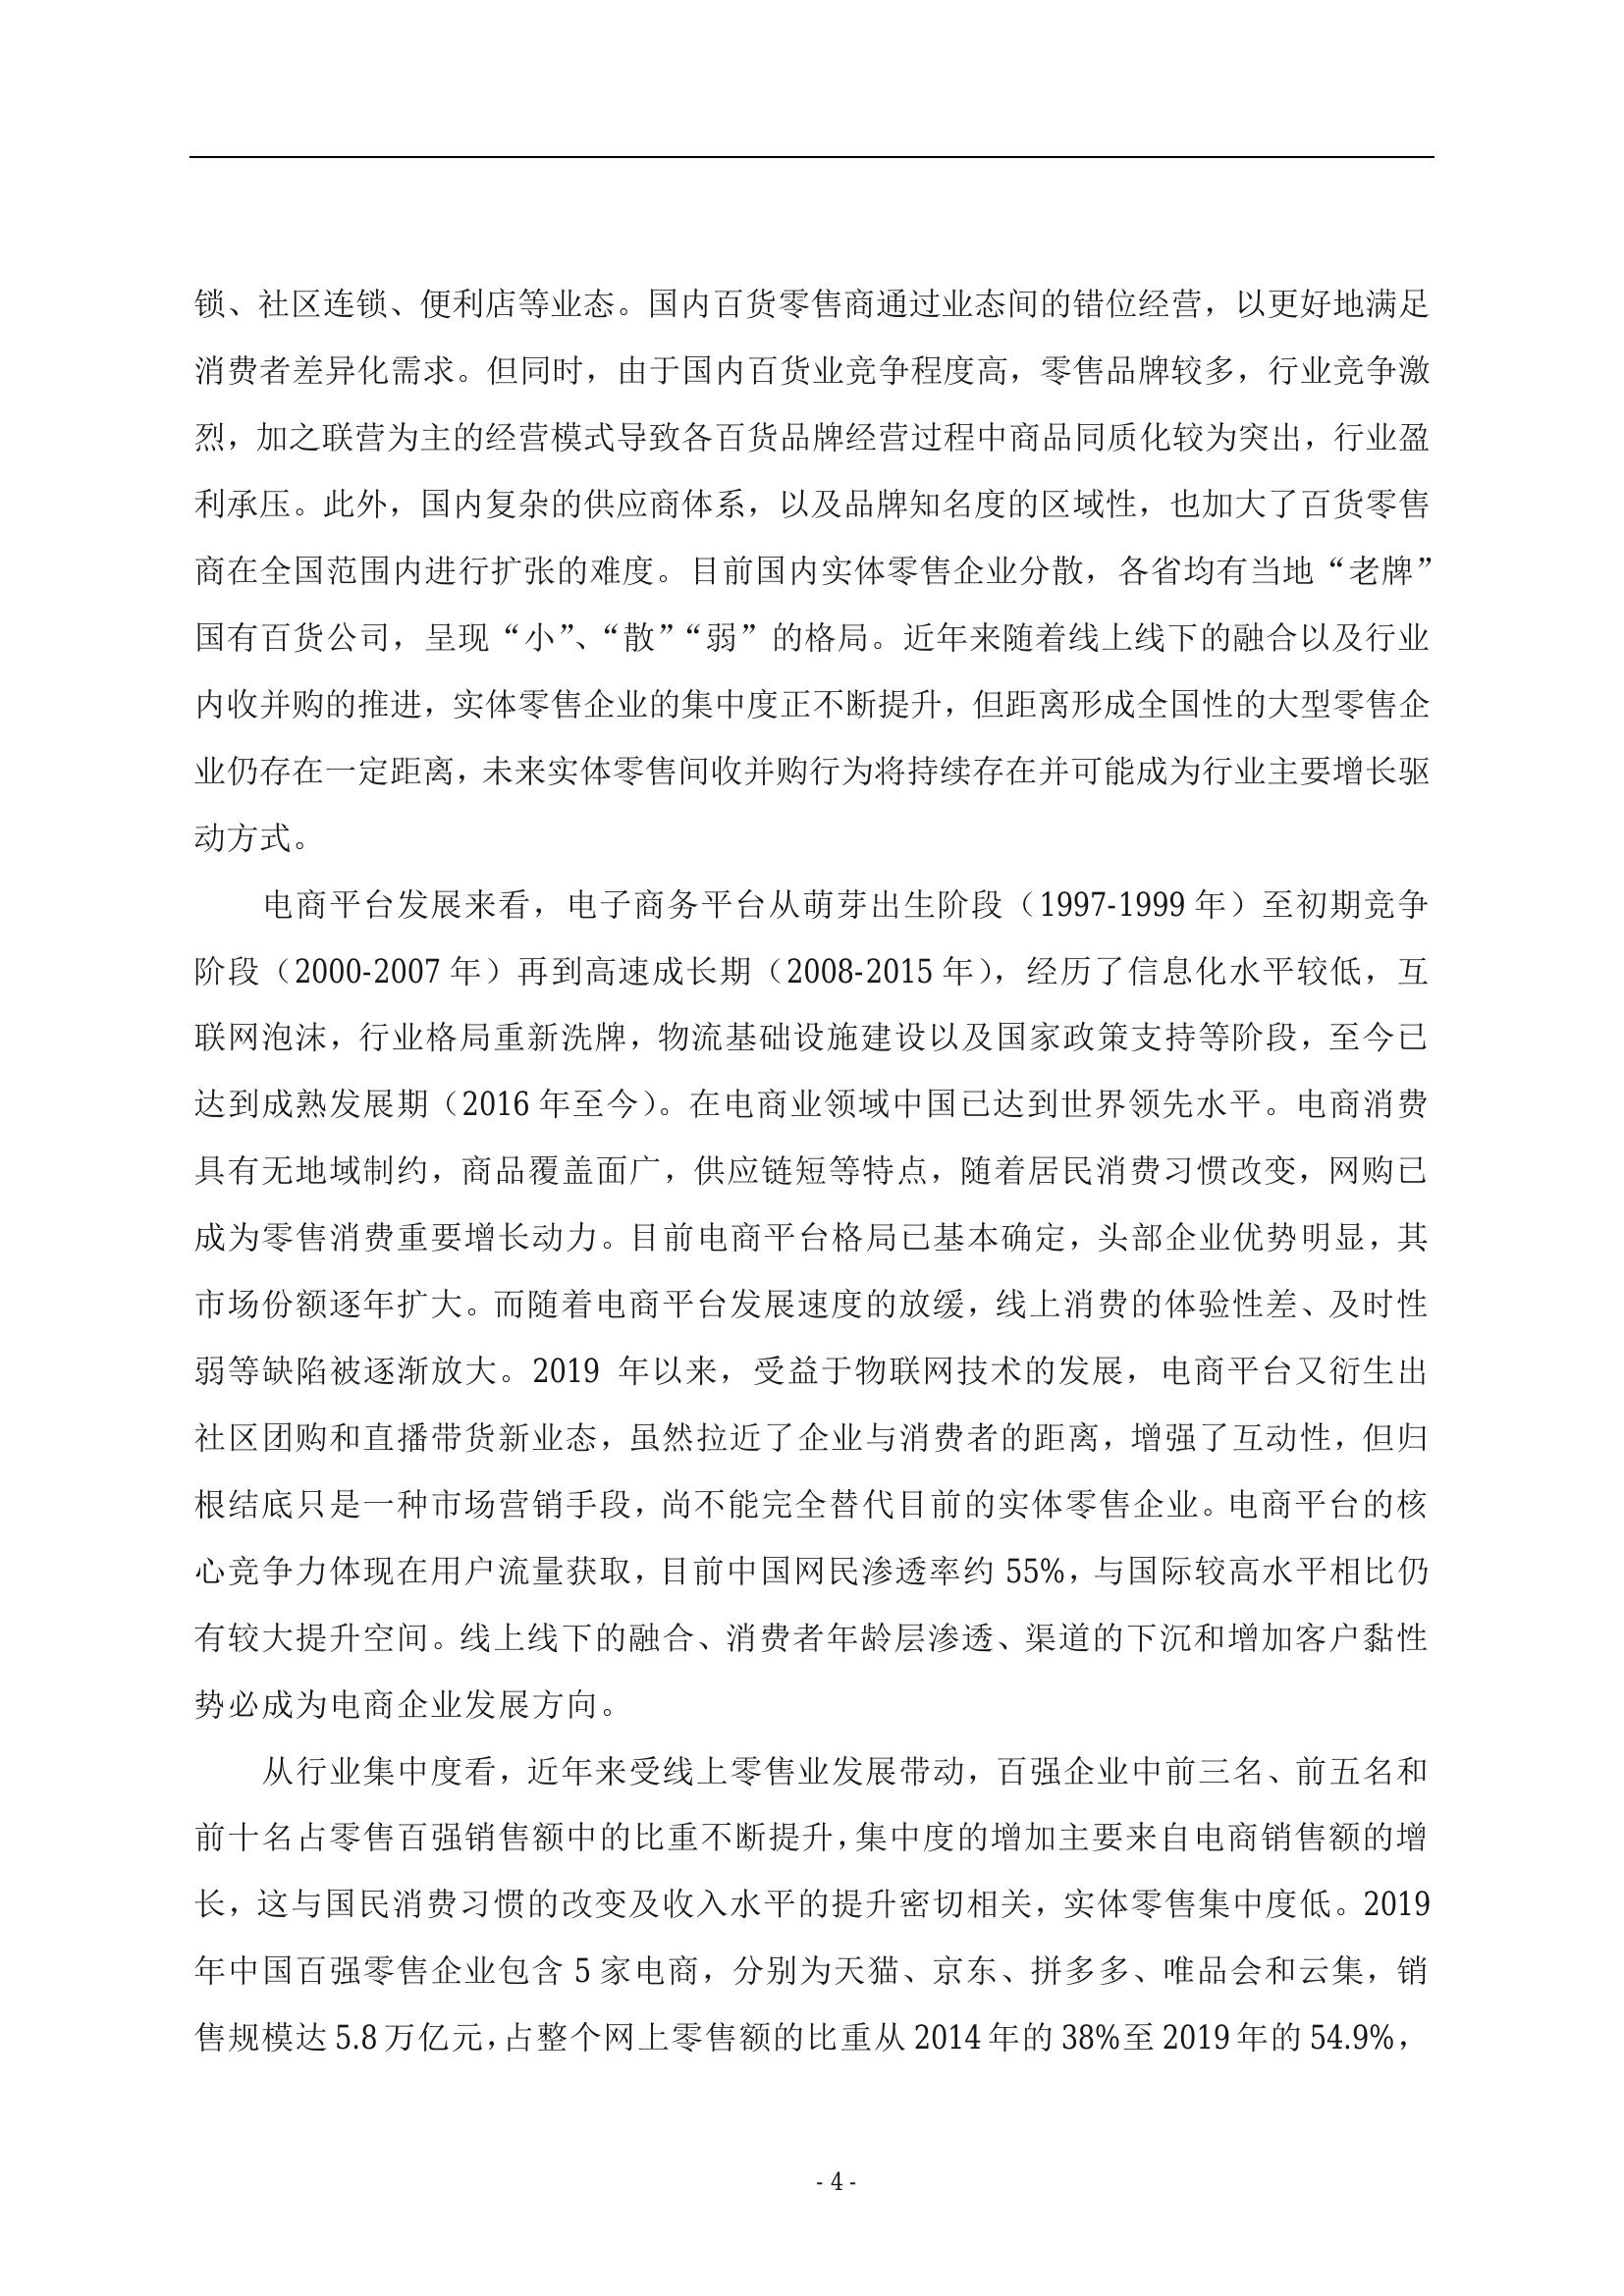 锁、社区连锁、便利店等业态。国内百货零售商通过业态间的错位经营，以更好地满足
消费者差异化需求。但同时，由于国内百货业竞争程度高，零售品牌较多，行业竞争激
烈，加之联营为主的经营模式导致各百货品牌经营过程中商品同质化较为突出，行业盈
利承压。此外，国内复杂的供应商体系，以及品牌知名度的区域性，也加大了百货零售
商在全国范围内进行扩张的难度。目前国内实体零售企业分散，各省均有当地“老牌”
国有百货公司，呈现“小”、“散”“弱”的格局。近年来随着线上线下的融合以及行业
内收并购的推进，实体零售企业的集中度正不断提升，但距离形成全国性的大型零售企
业仍存在一定距离，未来实体零售间收并购行为将持续存在并可能成为行业主要增长驱
动方式。
电商平台发展来看，电子商务平台从萌芽出生阶段（1997-1999 年）至初期竞争
阶段（2000-2007 年）再到高速成长期（2008-2015 年），经历了信息化水平较低，互
联网泡沫，行业格局重新洗牌，物流基础设施建设以及国家政策支持等阶段，至今已
达到成熟发展期（2016 年至今）。在电商业领域中国已达到世界领先水平。电商消费
具有无地域制约，商品覆盖面广，供应链短等特点，随着居民消费习惯改变，网购已
成为零售消费重要增长动力。目前电商平台格局已基本确定，头部企业优势明显，其
市场份额逐年扩大。而随着电商平台发展速度的放缓，线上消费的体验性差、及时性
弱等缺陷被逐渐放大。2019 年以来，受益于物联网技术的发展，电商平台又衍生出
社区团购和直播带货新业态，虽然拉近了企业与消费者的距离，增强了互动性，但归
根结底只是一种市场营销手段，尚不能完全替代目前的实体零售企业。电商平台的核
心竞争力体现在用户流量获取，目前中国网民渗透率约 55%，与国际较高水平相比仍
有较大提升空间。线上线下的融合、消费者年龄层渗透、渠道的下沉和增加客户黏性
势必成为电商企业发展方向。
从行业集中度看，近年来受线上零售业发展带动，百强企业中前三名、前五名和
前十名占零售百强销售额中的比重不断提升，集中度的增加主要来自电商销售额的增
长，这与国民消费习惯的改变及收入水平的提升密切相关，实体零售集中度低。2019
年中国百强零售企业包含 5 家电商，分别为天猫、京东、拼多多、唯品会和云集，销
售规模达 5.8 万亿元，占整个网上零售额的比重从 2014 年的 38%至 2019 年的 54.9%，
- 4 -